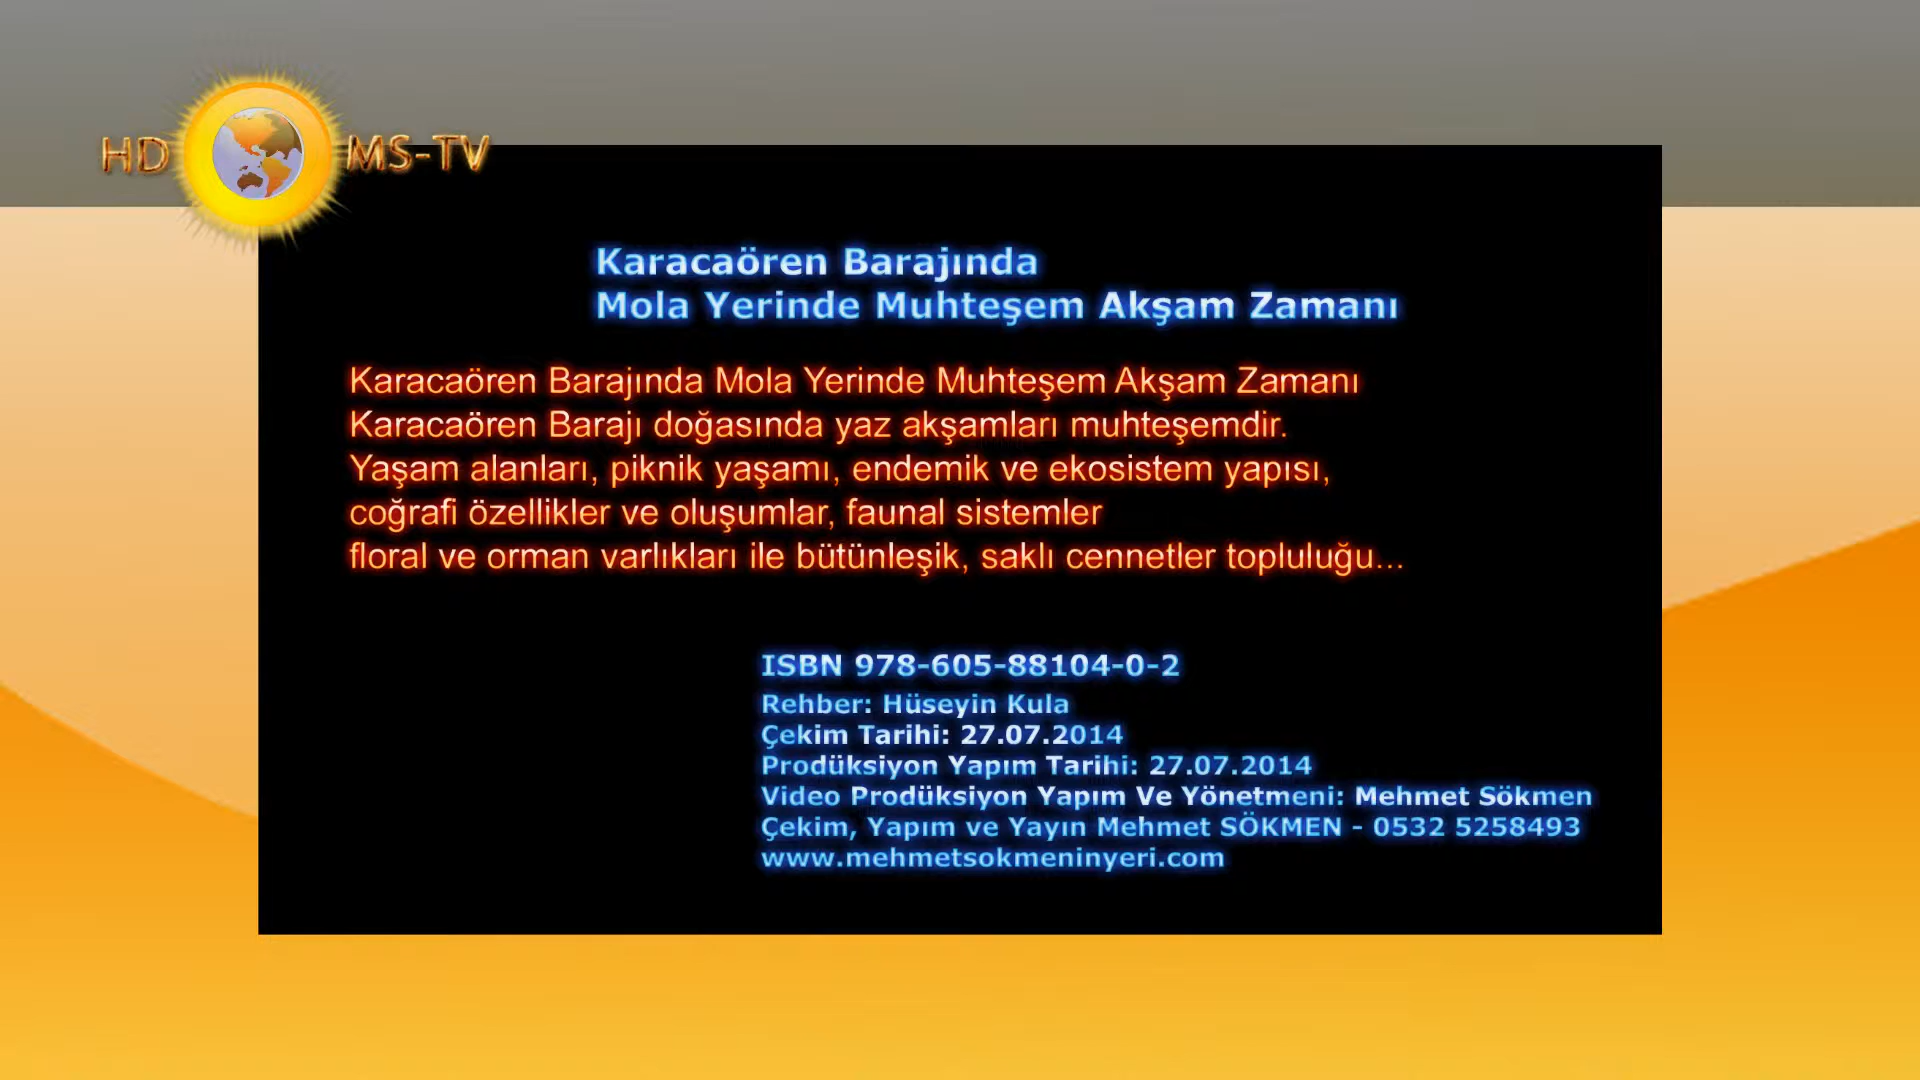 HD MS-TV
Karacaören Barajında
Mola Yerinde Muhteşem Akşam Zamanı
Karacaören Barajında Mola Yerinde Muhteşem Akşam Zamanı
Karacaören Barajı doğasında yaz akşamları muhteşemdir.
Yaşam alanları, piknik yaşamı, endemik ve ekosistem yapısı,
coğrafi özellikler ve oluşumlar, faunal sistemler
floral ve orman varlıkları ile bütünleşik, saklı cennetler topluluğu...
ISBN 978-605-88104-0-2
Rehber: Hüseyin Kula
Çekim Tarihi: 27.07.2014
Prodüksiyon Yapım Tarihi: 27.07.2014
Video Prodüksiyon Yapım Ve Yönetmeni: Mehmet Sökmen
Çekim, Yapım ve Yayın Mehmet SÖKMEN - 0532 5258493
www.mehmetsokmeninyeri.com